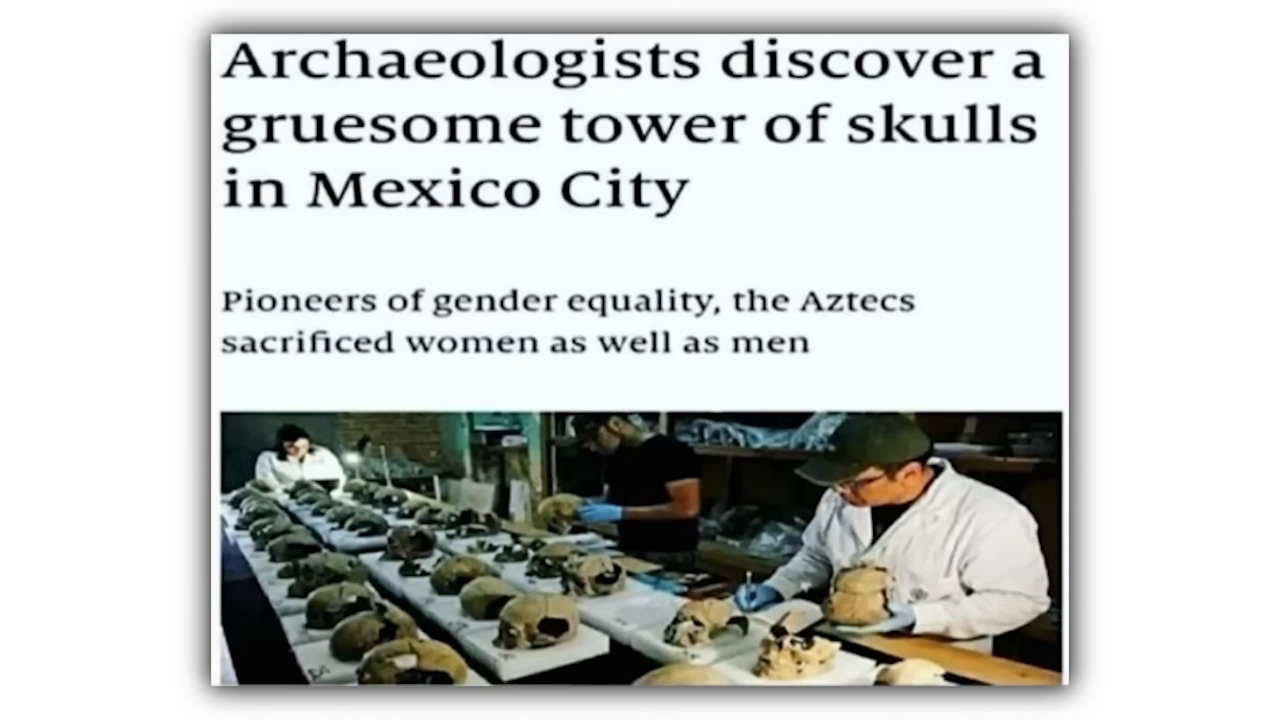 Archaeologists discover a
gruesome tower of skulls
in Mexico City
Pioneers of gender equality, the Aztecs
sacrificed women as well as men